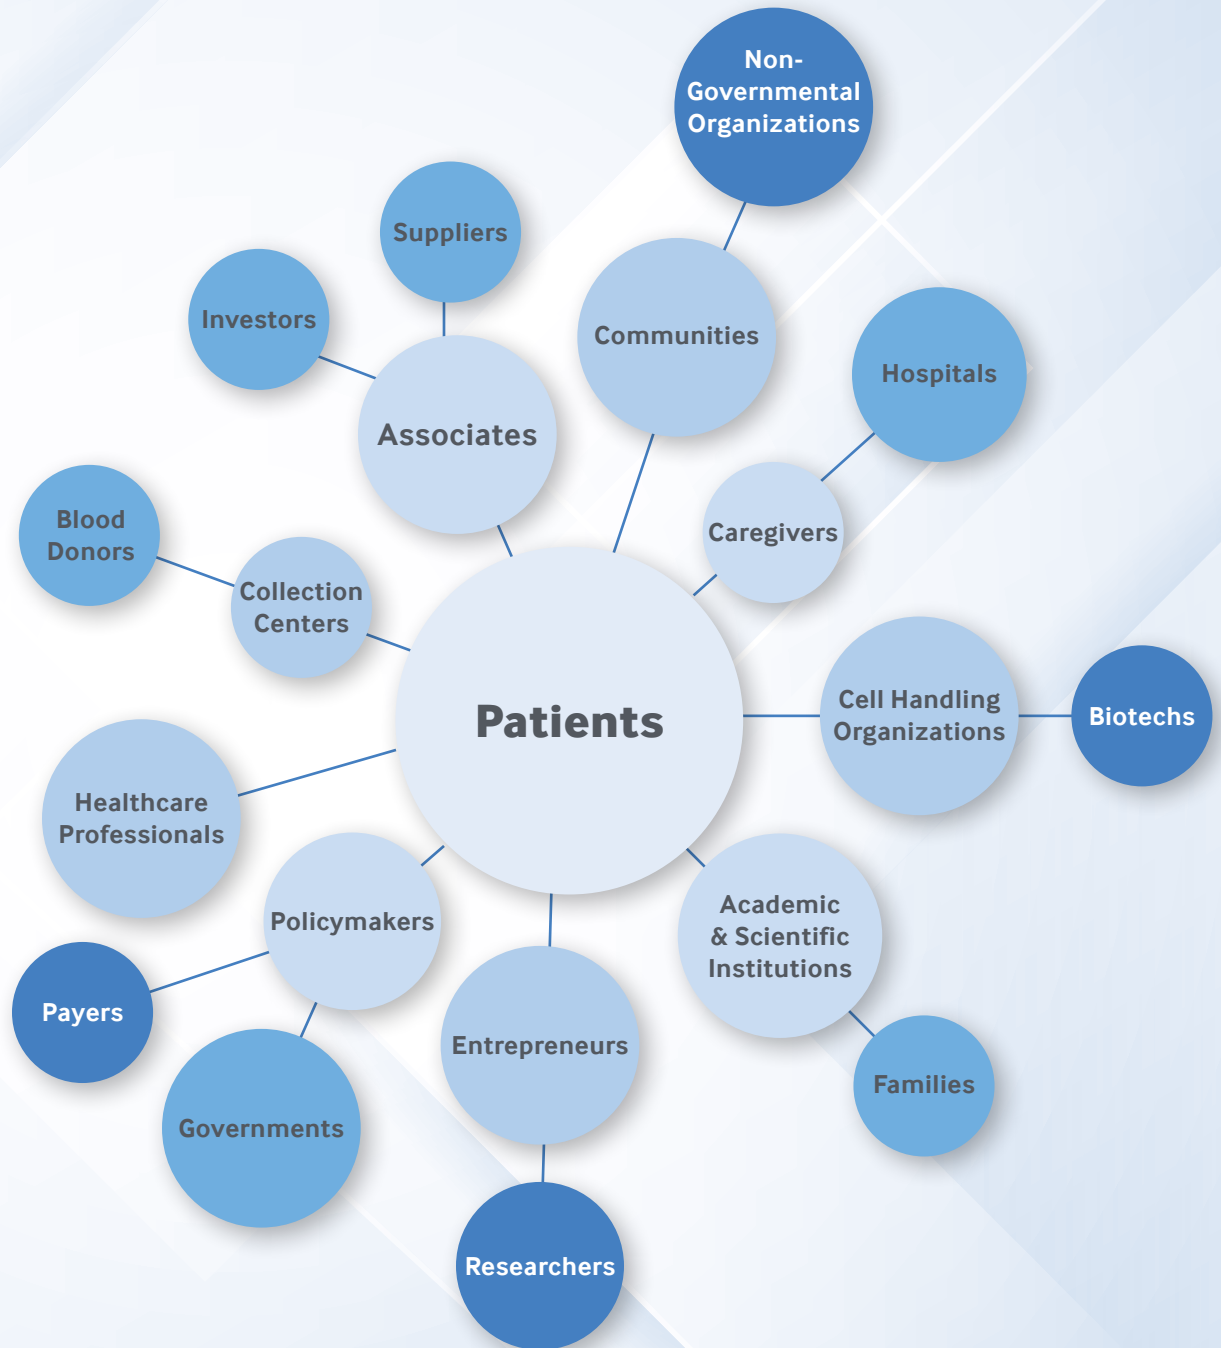 Non-
Governmental
Organizations
Suppliers
Investors
Communities
Hospitals
Associates
Blood
Donors
Caregivers
Collection
Centers
Patients
Cell Handling
Organizations
Biotechs
Healthcare
Professionals
Policymakers
Academic
& Scientific
Institutions
Payers
Entrepreneurs
Families
Governments
Researchers